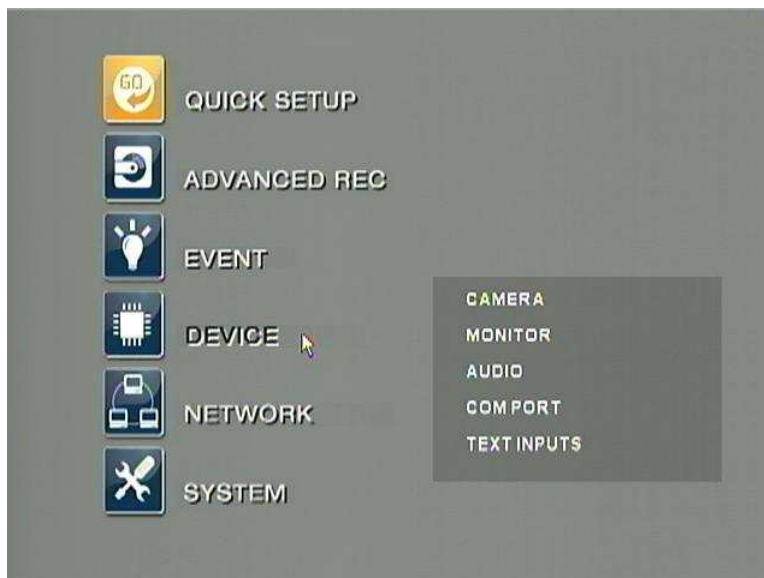 GO
QUICK SETUP
ADVANCED REC
EVENT
DEVICE
NETWORK
SYSTEM
CAMERA
MONITOR
AUDIO
COM PORT
TEXT INPUTS